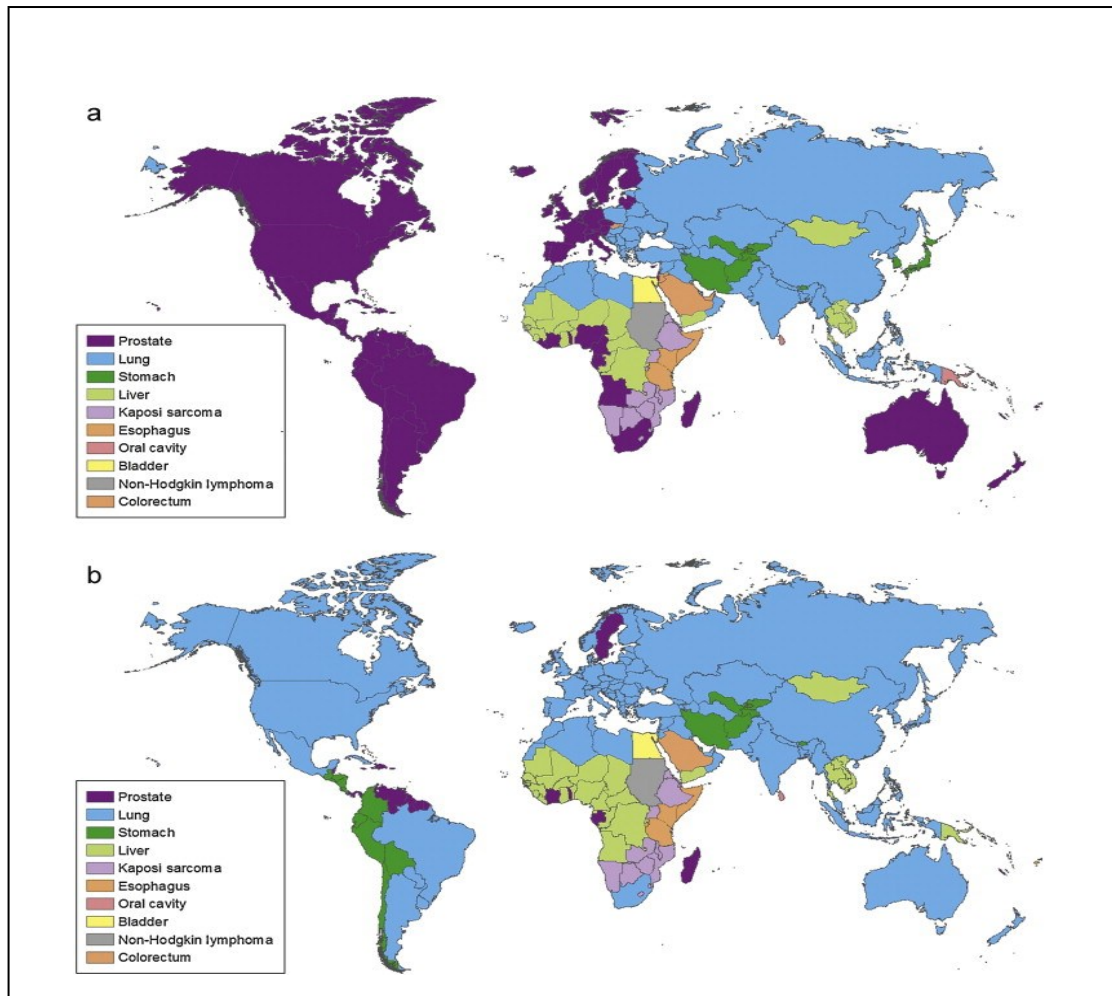 a
Prostate
Lung
Stomach
Liver
Kaposi sarcoma
Esophagus
Oral cavity
Bladder
Non-Hodgkin lymphoma
Colorectum
b
Prostate
Lung
Stomach
Liver
Kaposi sarcoma
Esophagus
Oral cavity
Bladder
Non-Hodgkin lymphoma
Colorectum